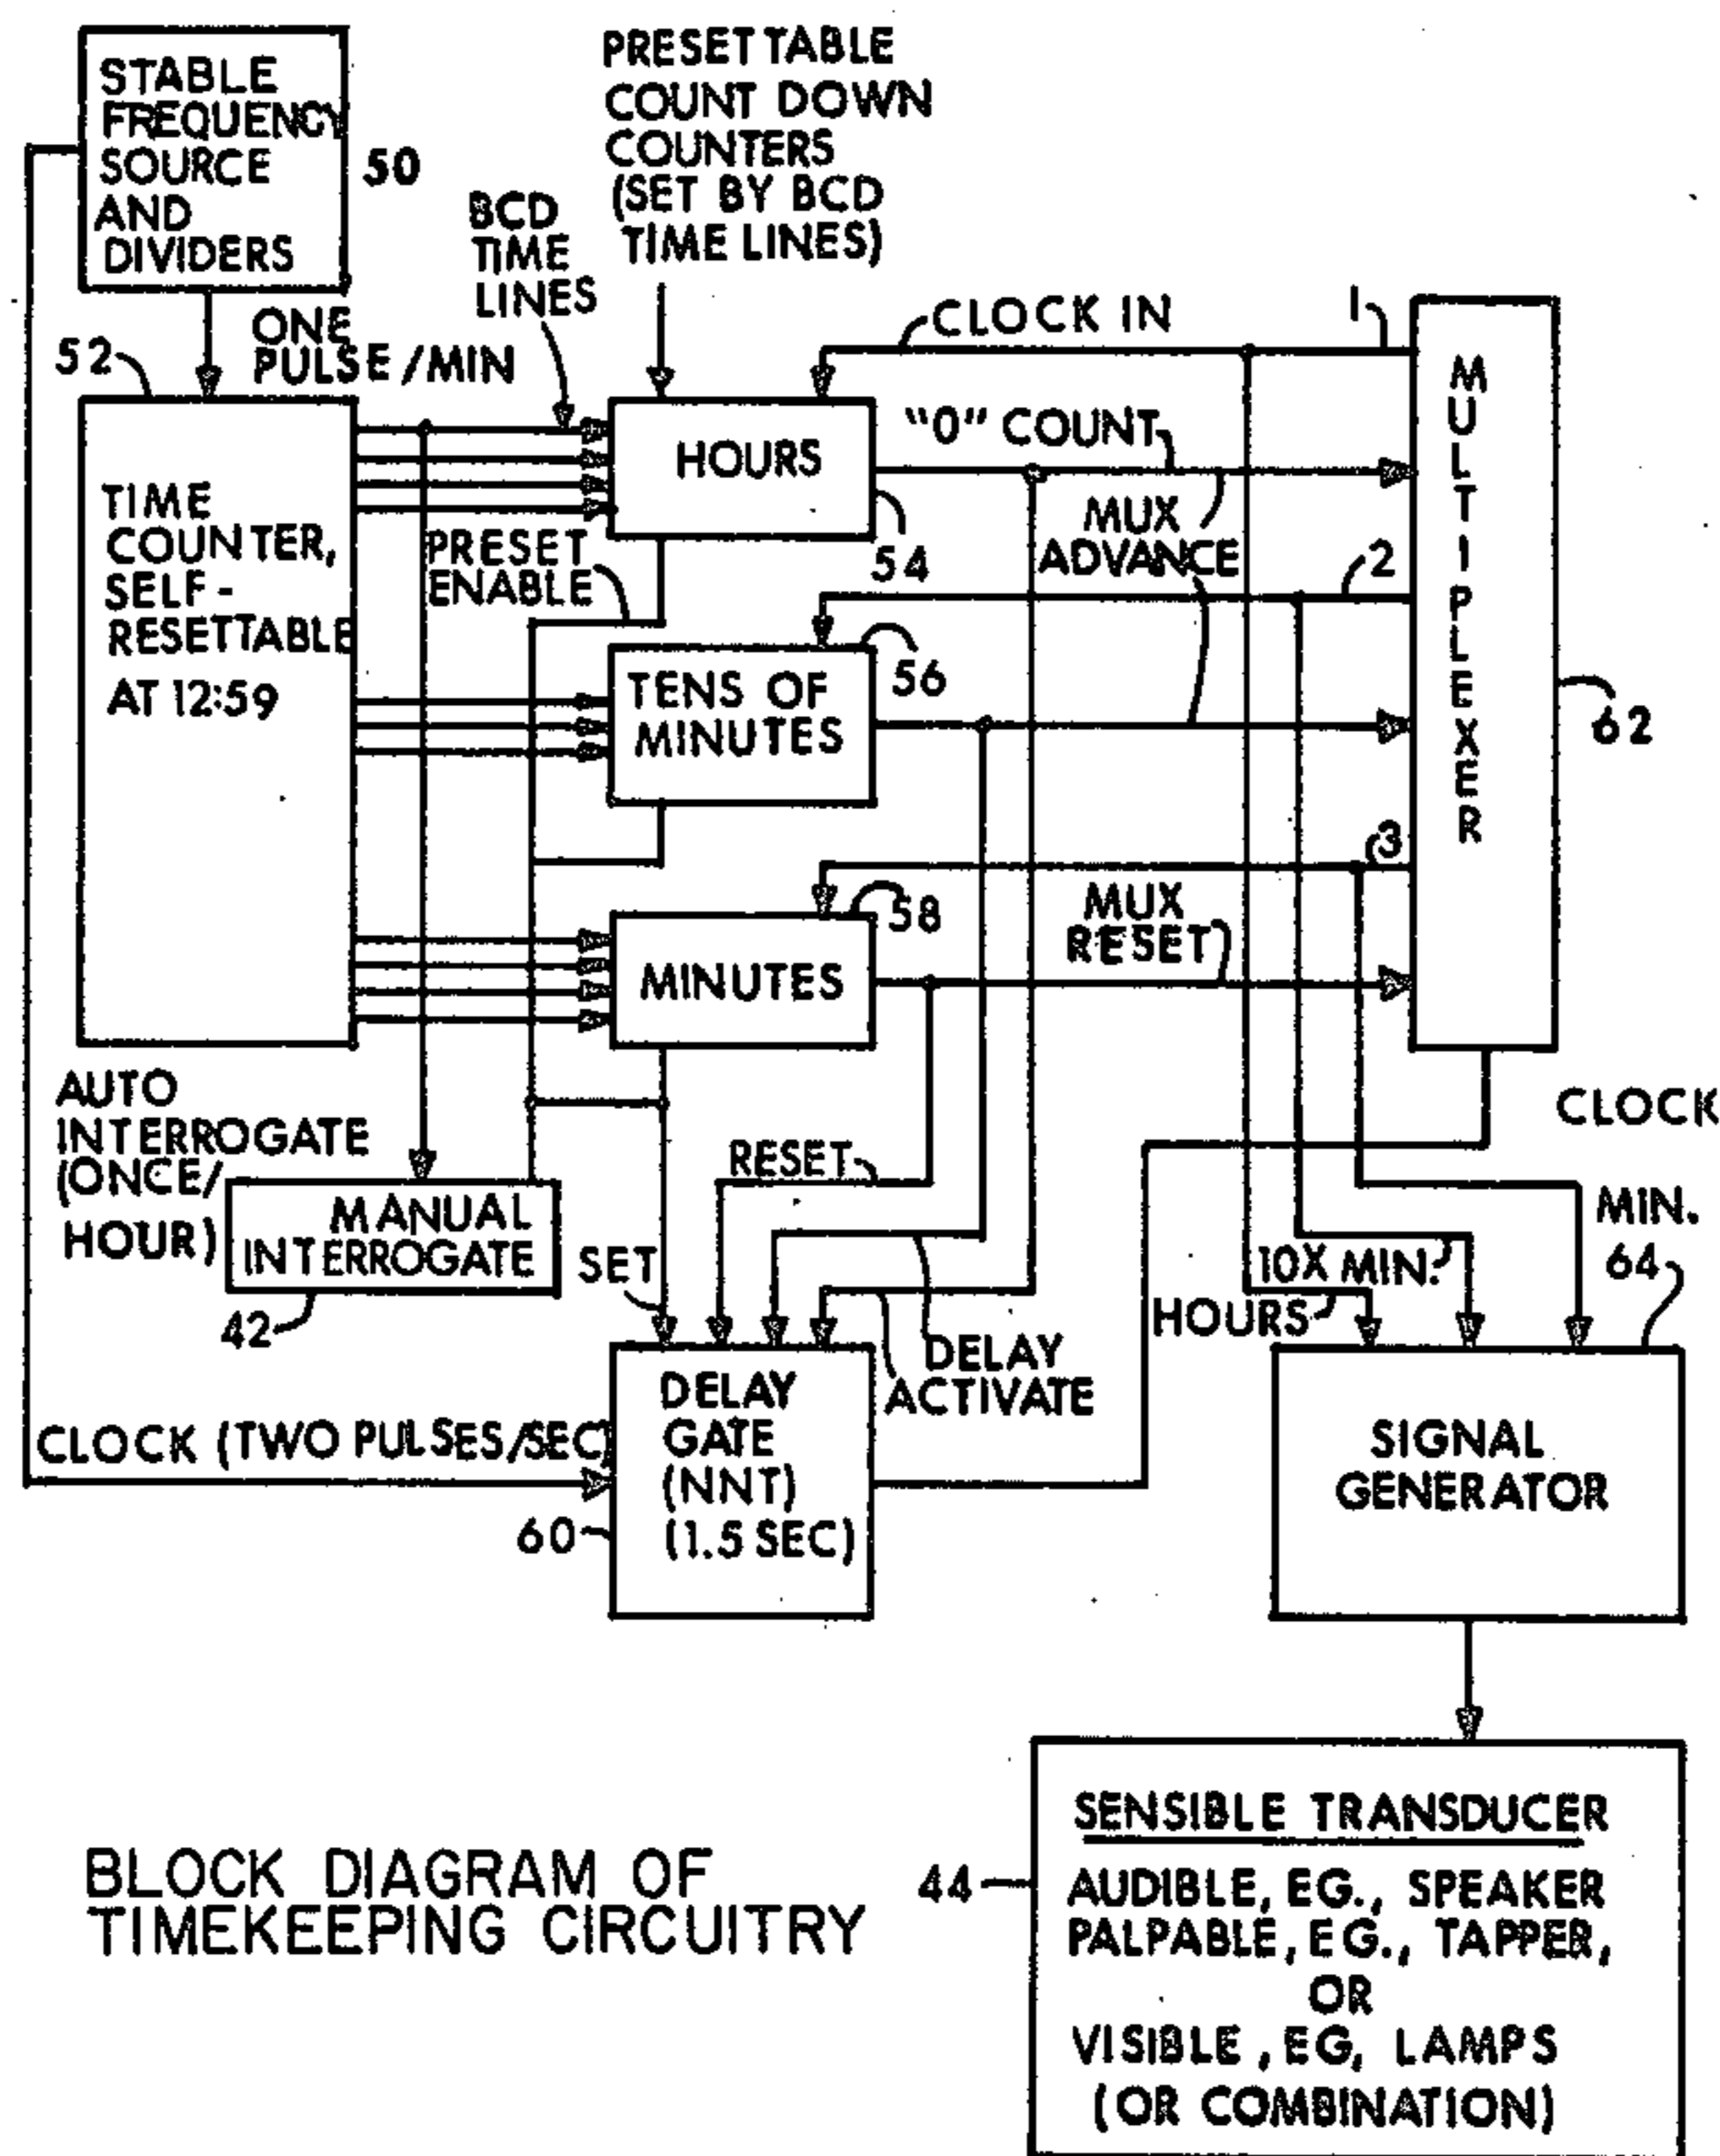 STABLE
FREQUENCY
SOURCE
AND
DIVIDERS
50
PRESETTABLE
COUNT DOWN
COUNTERS
(SET BY BCD
TIME LINES)
BCD
TIME
LINES
ONE
PULSE/MIN
52
CLOCK IN
1
TIME
COUNTER,
SELF-
RESETTABLE
AT 12:59
HOURS
54
"0" COUNT
MUX
ADVANCE
2
PRESET
ENABLE
TENS OF
MINUTES
56
MULTIPLEXER
62
3
MINUTES
58
MUX
RESET
AUTO
INTERROGATE
(ONCE/
HOUR)
MANUAL
INTERROGATE
42
SET
RESET
CLOCK
MIN.
10X MIN.
HOURS
64
DELAY
ACTIVATE
CLOCK (TWO PULSES/SEC)
DELAY
GATE
(NNT)
(1.5 SEC)
60
SIGNAL
GENERATOR
BLOCK DIAGRAM OF
TIMEKEEPING CIRCUITRY
44
SENSIBLE TRANSDUCER
AUDIBLE, EG., SPEAKER
PALPABLE, EG., TAPPER,
OR
VISIBLE, EG, LAMPS
(OR COMBINATION)